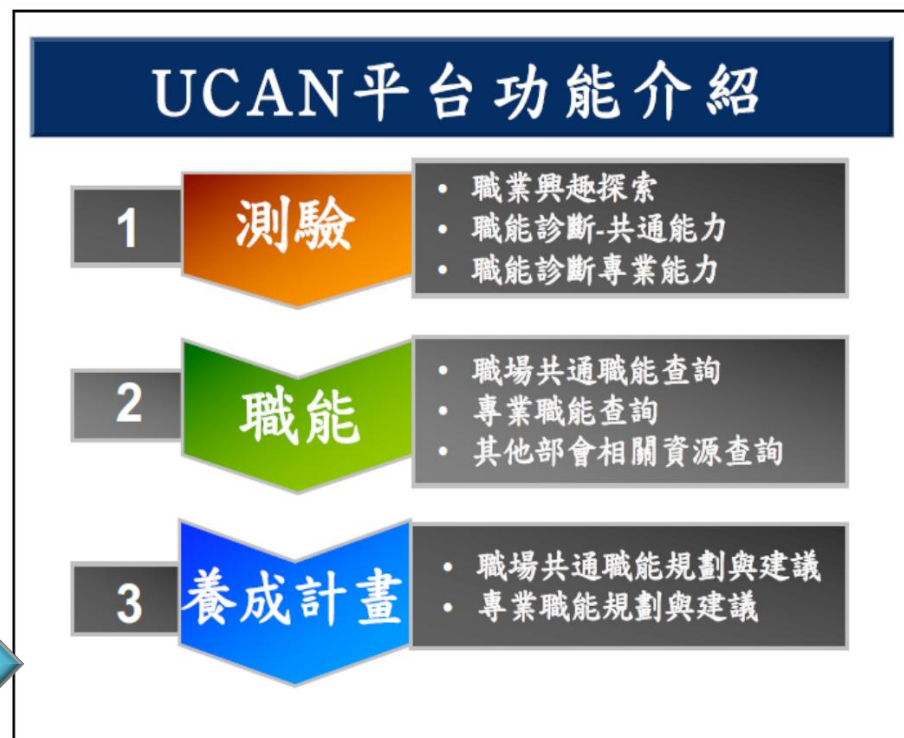 UCAN平台功能介紹
1
測驗
• 職業興趣探索
• 職能診斷-共通能力
• 職能診斷專業能力
2
職能
• 職場共通職能查詢
• 專業職能查詢
• 其他部會相關資源查詢
3
養成計畫
• 職場共通職能規劃與建議
• 專業職能規劃與建議